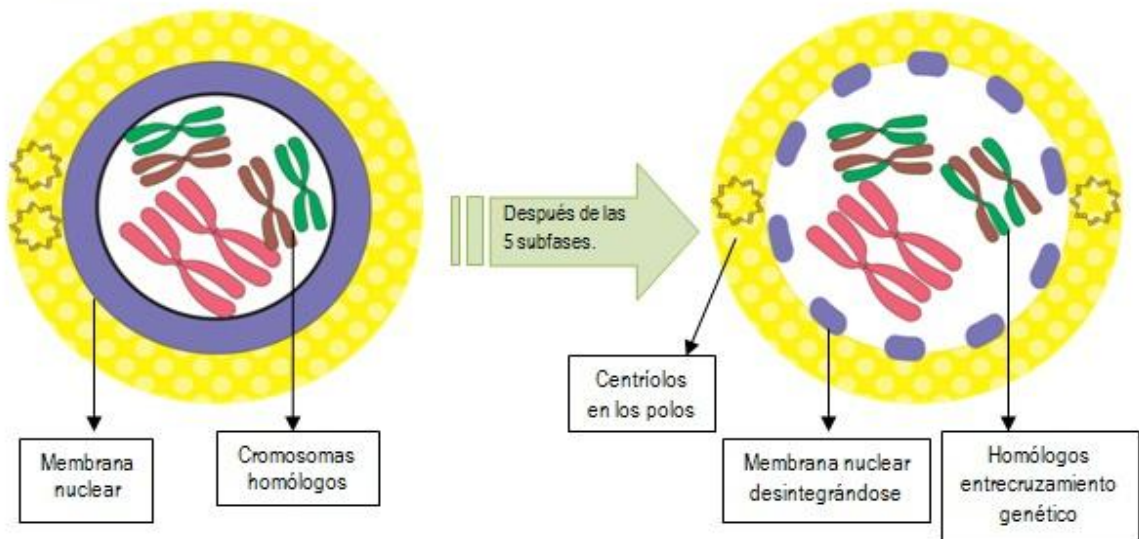 Después de las
5 subfases.
Membrana
nuclear
Cromosomas
homólogos
Centríolos
en los polos
Membrana nuclear
desintegrándose
Homólogos
entrecruzamiento
genético